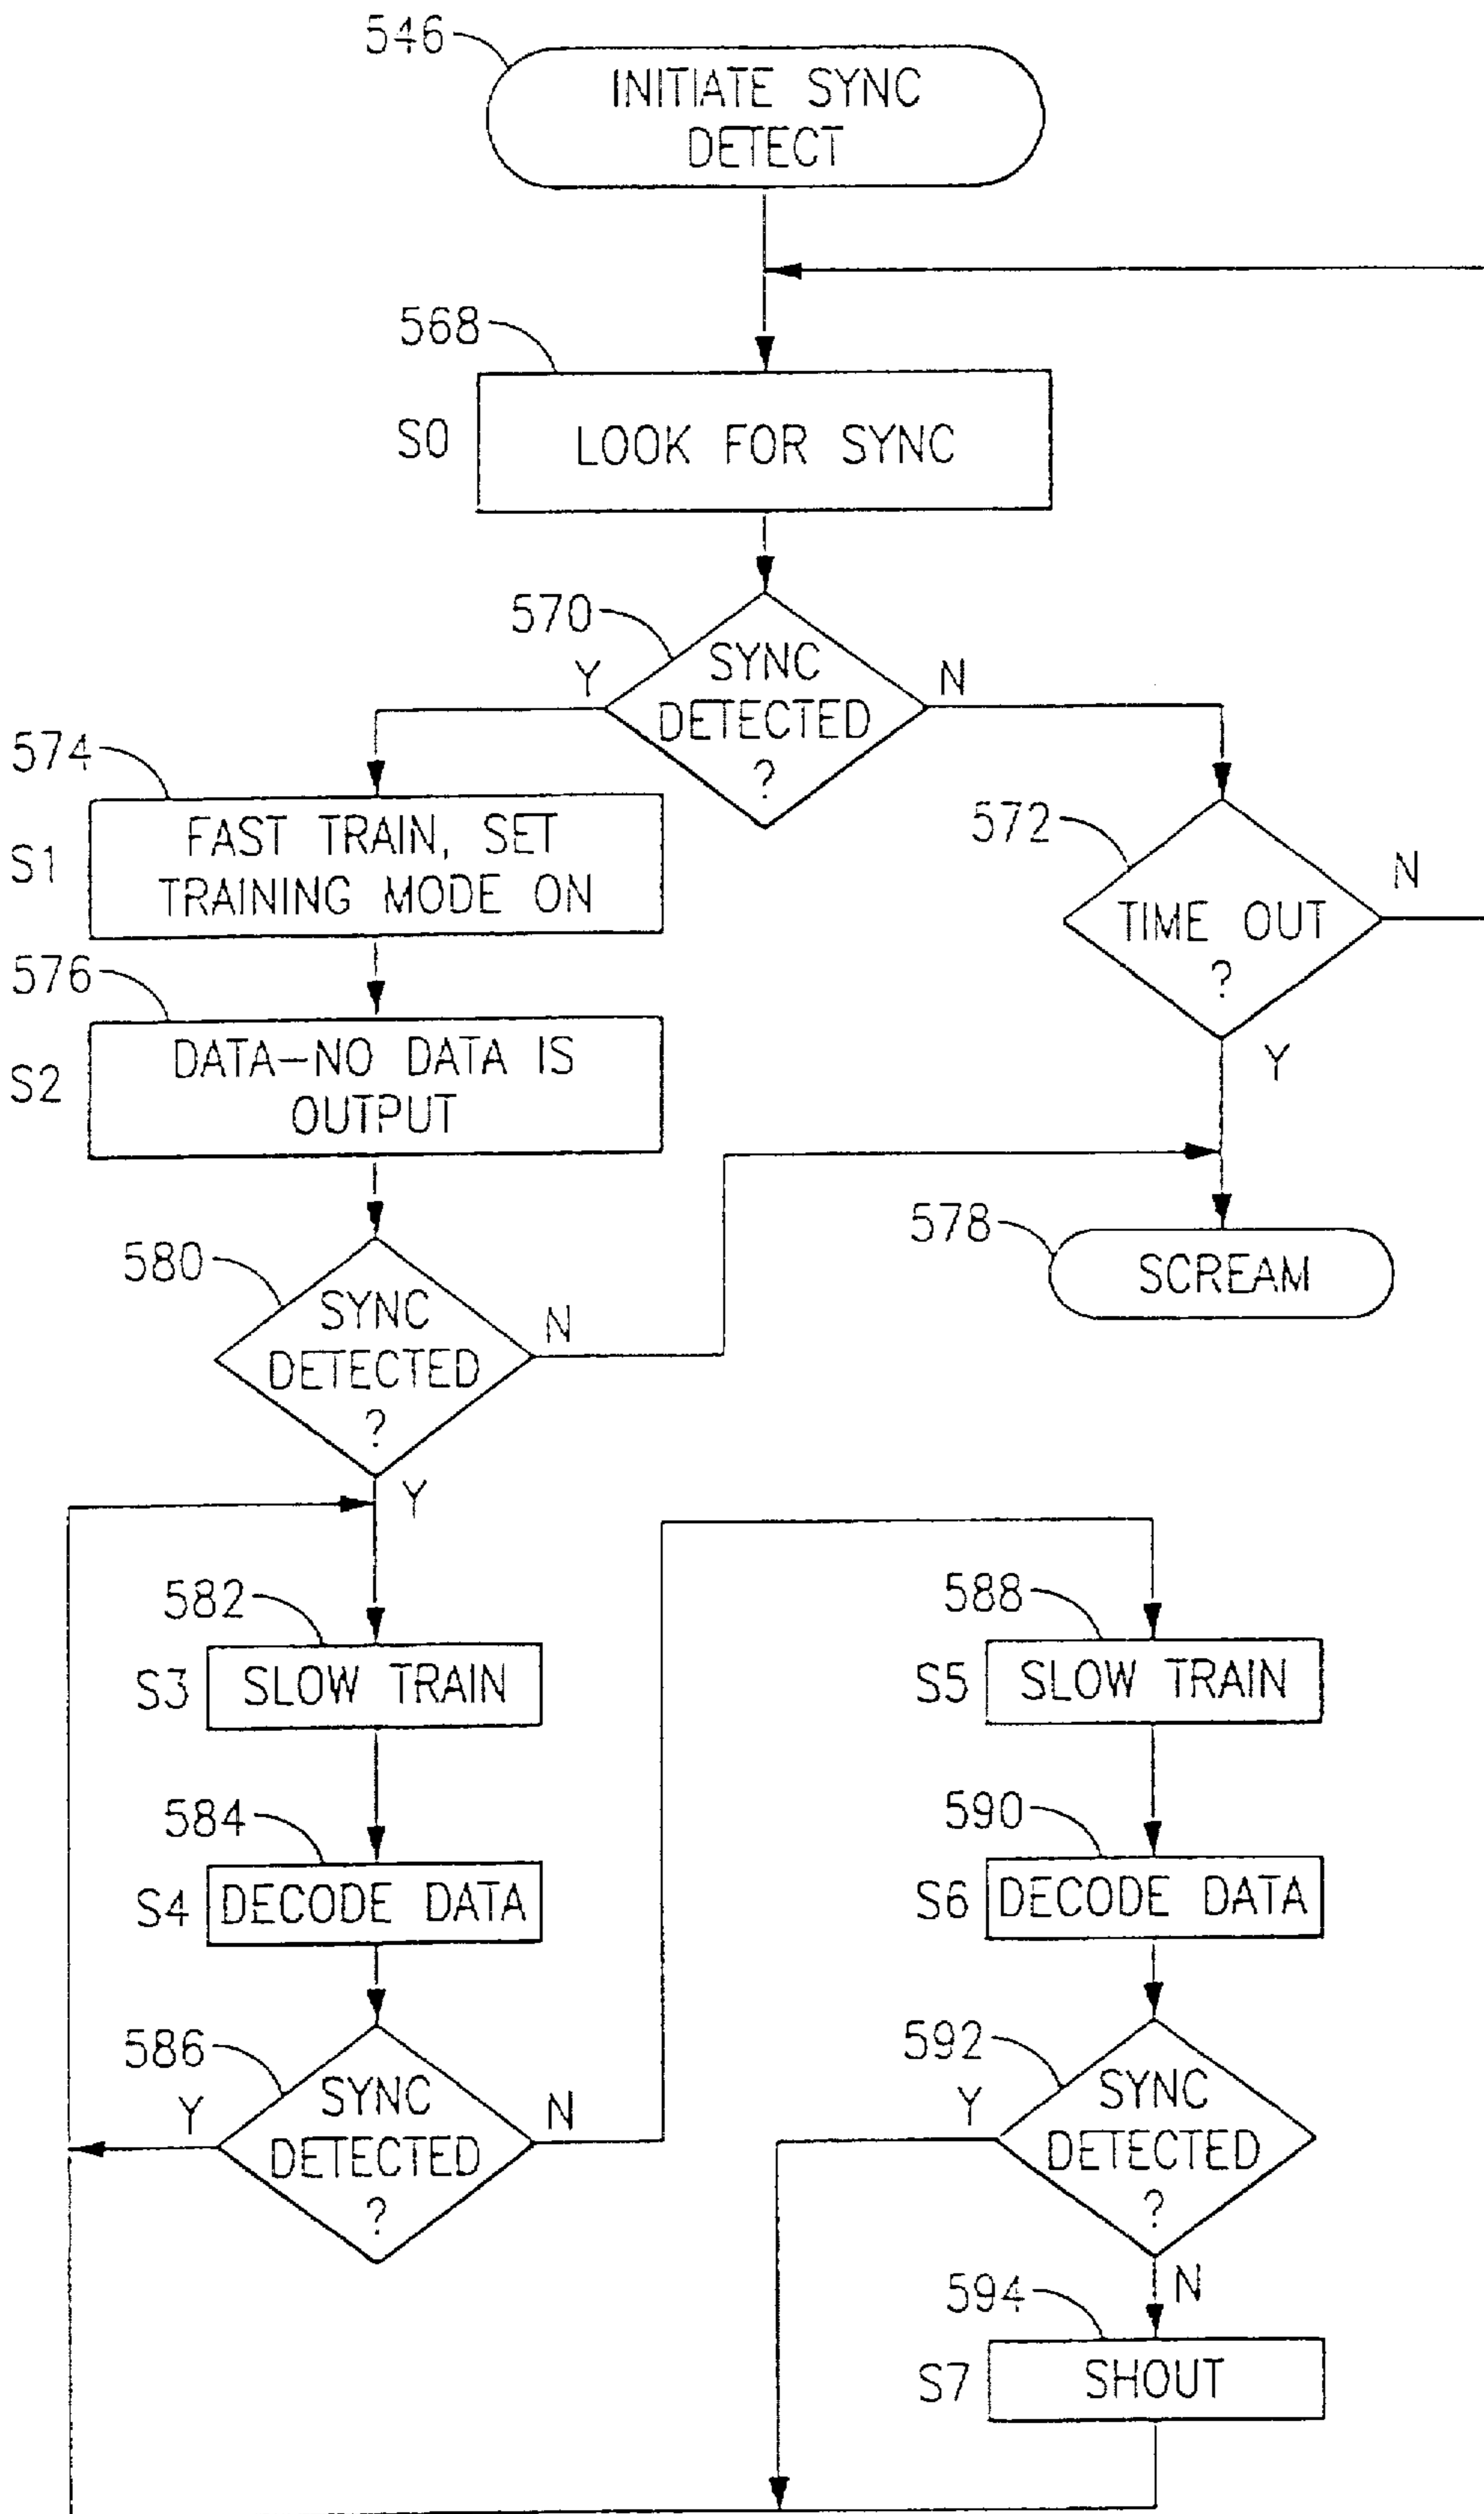 546
INITIATE SYNC
DETECT
568
S0
LOOK FOR SYNC
570
Y
SYNC
DETECTED
?
N
574
S1
FAST TRAIN, SET
TRAINING MODE ON
572
TIME OUT
?
N
Y
576
S2
DATA-NO DATA IS
OUTPUT
578
SCREAM
580
SYNC
DETECTED
?
N
Y
582
S3
SLOW TRAIN
588
S5
SLOW TRAIN
584
S4
DECODE DATA
590
S6
DECODE DATA
586
Y
SYNC
DETECTED
?
N
592
Y
SYNC
DETECTED
?
N
594
S7
SHOUT